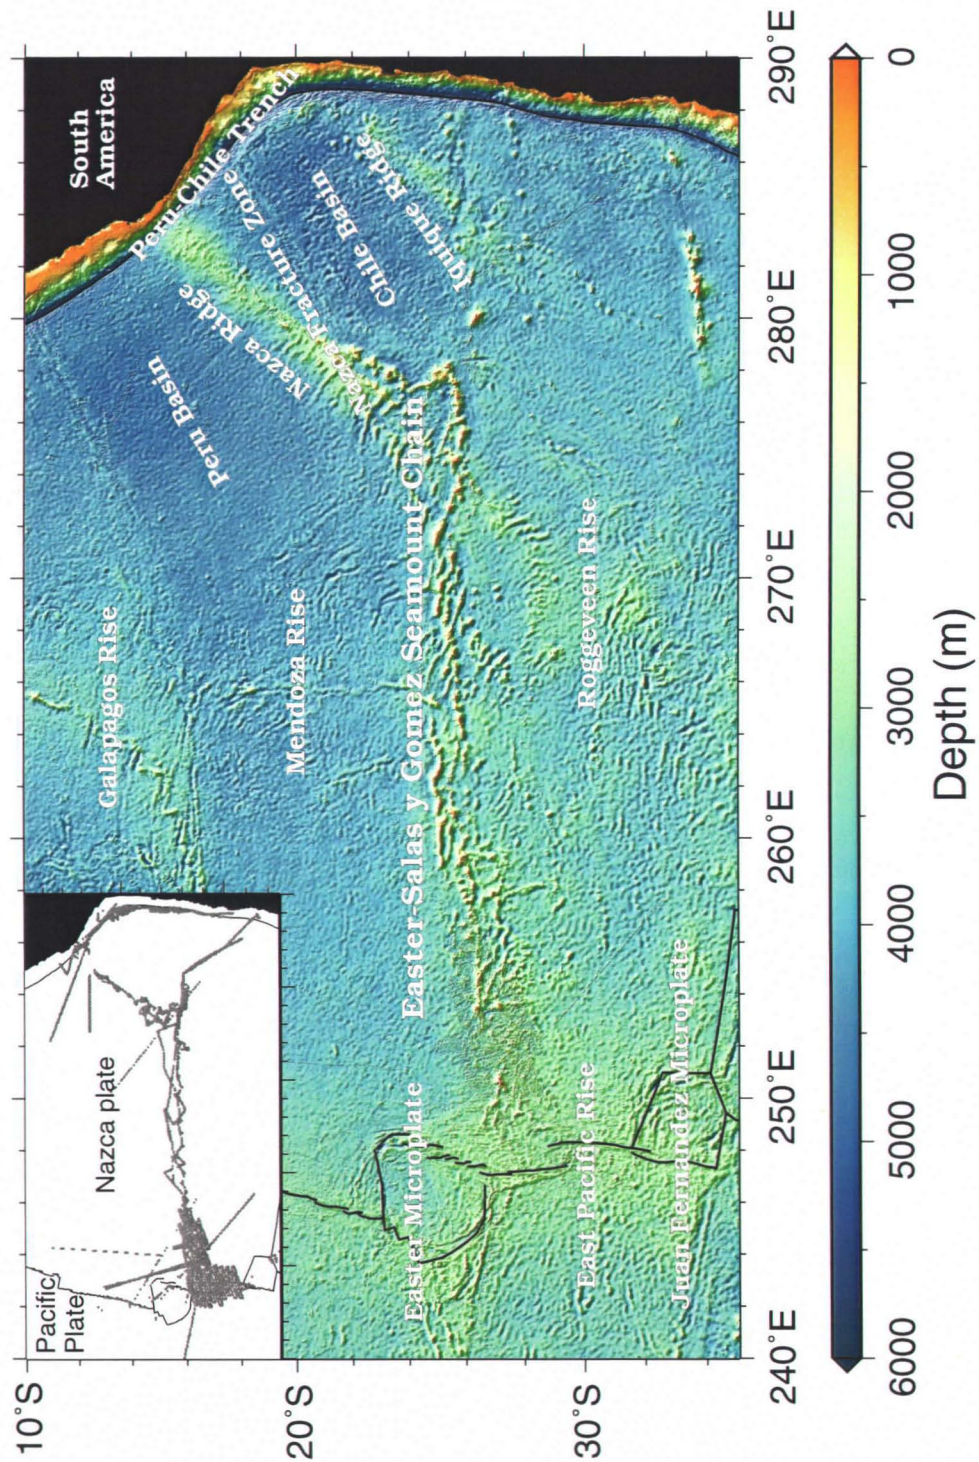 10°S
20°S
30°S
Pacific
Plate
Nazca plate
South
America
Peru-Chile Trench
Galapagos Rise
Peru Basin
Nazca Ridge
Nazca Fracture Zone
Chile Basin
Iquique Ridge
Mendoza Rise
Easter-Salas y Gomez Seamount Chain
Easter Microplate
Roggeveen Rise
East Pacific Rise
Juan Fernandez Microplate
240°E
250°E
260°E
270°E
280°E
290°E
6000
5000
4000
3000
2000
1000
0
Depth (m)